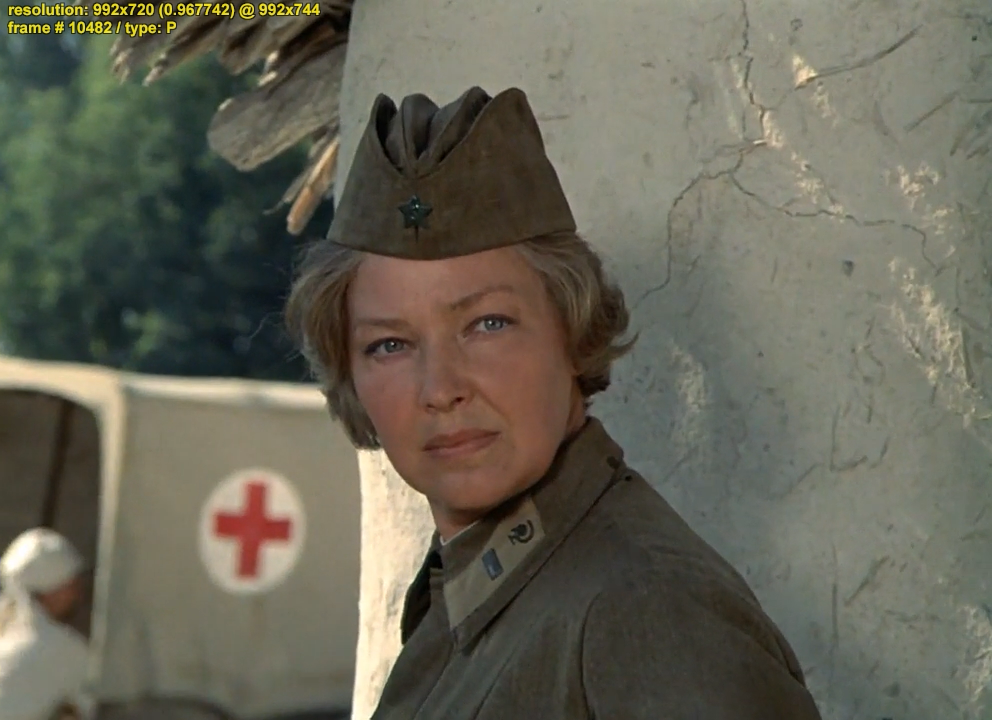 resolution: 992x720 (0.967742) @ 992x744
frame # 10482 / type: P